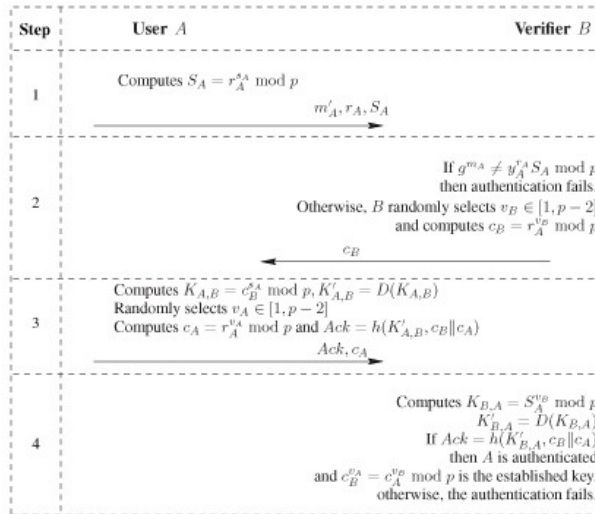 Step User A Verifier B
1
Computes S_A = r_A^{s_A} mod p
m'_A, r_A, S_A
2
If g^{m_A} ≠ y_A^{r_A} S_A mod p
then authentication fails.
Otherwise, B randomly selects v_B ∈ [1, p − 2]
and computes c_B = r_A^{v_B} mod p
c_B
3
Computes K_{A,B} = c_B^{s_A} mod p, K'_{A,B} = D(K_{A,B})
Randomly selects v_A ∈ [1, p − 2]
Computes c_A = r_A^{v_A} mod p and Ack = h(K'_{A,B}, c_B‖c_A)
Ack, c_A
4
Computes K_{B,A} = S_A^{v_B} mod p
K'_{B,A} = D(K_{B,A})
If Ack = h(K'_{B,A}, c_B‖c_A)
then A is authenticated
and c_B^{v_A} = c_A^{v_B} mod p is the established key,
otherwise, the authentication fails.